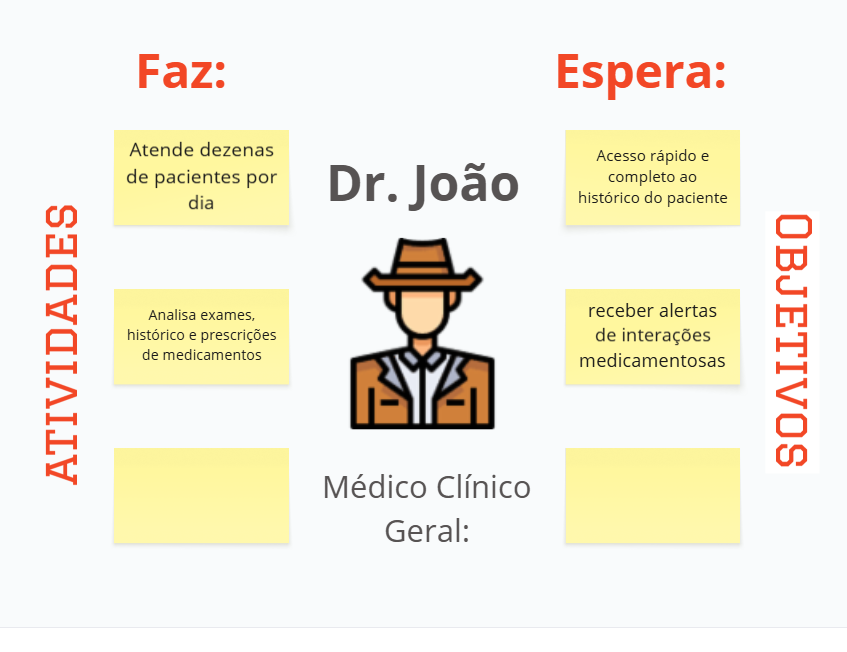 Faz:
Espera:
Atende dezenas
de pacientes por
dia
Dr. João
Acesso rápido e
completo ao
histórico do paciente
ATIVIDADES
OBJETIVOS
Analisa exames,
histórico e prescrições
de medicamentos
receber alertas
de interações
medicamentosas
Médico Clínico
Geral: